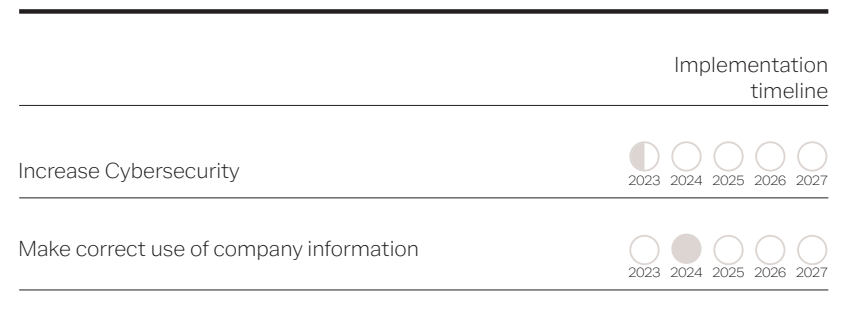 Implementation
timeline
Increase Cybersecurity
2023 2024 2025 2026 2027
Make correct use of company information
2023 2024 2025 2026 2027